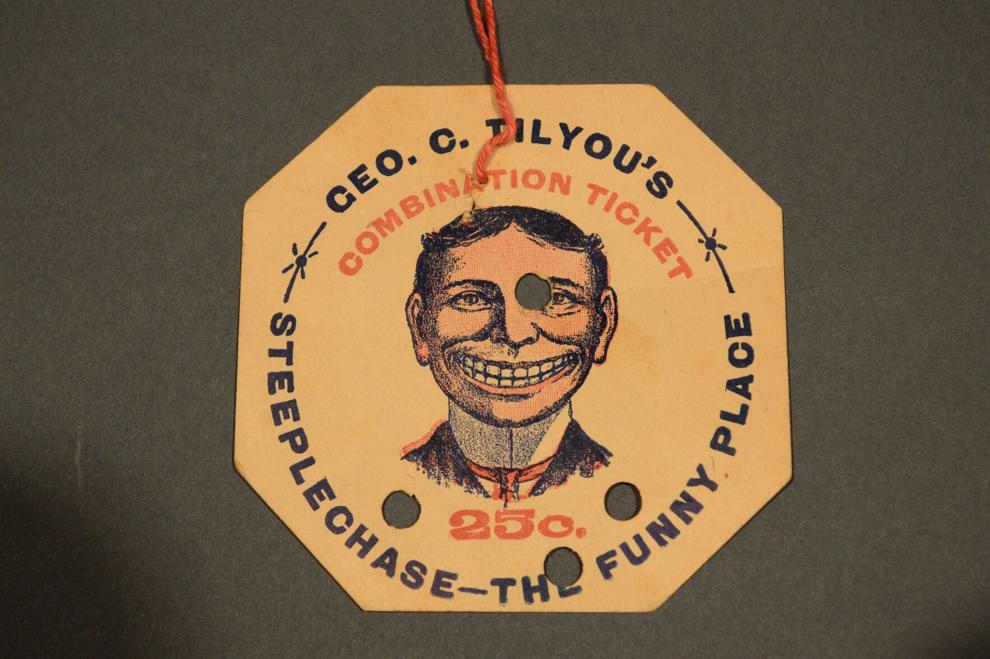 GEO. C. TILYOU'S
COMBINATION TICKET
25c.
STEEPLECHASE—THE FUNNY PLACE